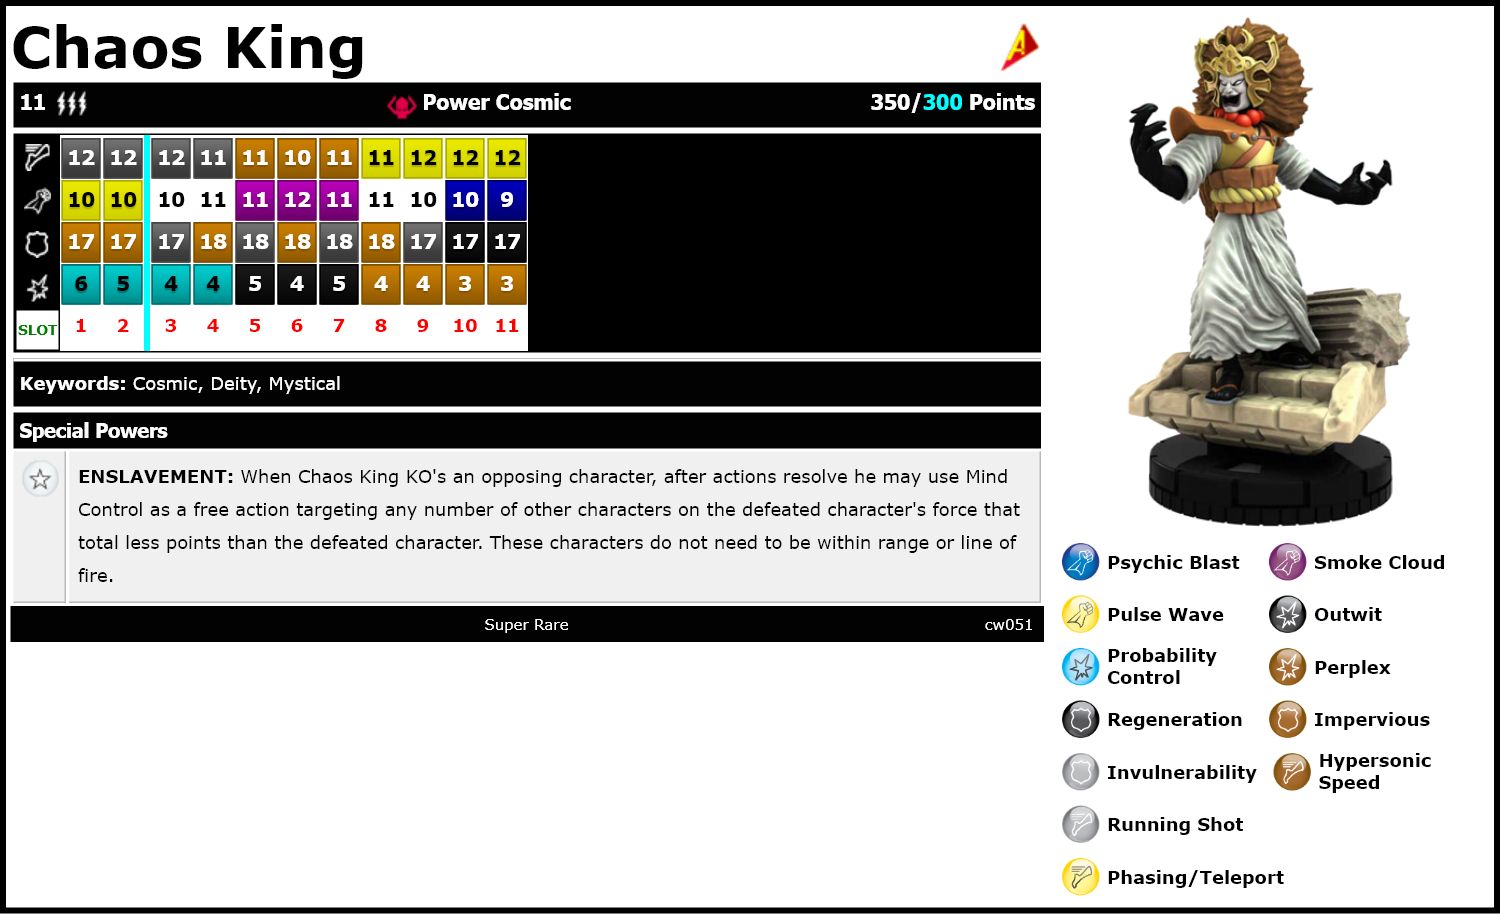 Chaos King
A
11 Power Cosmic 350/300 Points
12 12 12 11 11 10 11 11 12 12 12
10 10 10 11 11 12 11 11 10 10 9
17 17 17 18 18 18 18 18 17 17 17
6 5 4 4 5 4 5 4 4 3 3
SLOT 1 2 3 4 5 6 7 8 9 10 11
Keywords: Cosmic, Deity, Mystical
Special Powers
ENSLAVEMENT: When Chaos King KO's an opposing character, after actions resolve he may use Mind
Control as a free action targeting any number of other characters on the defeated character's force that
total less points than the defeated character. These characters do not need to be within range or line of
fire.
Super Rare cw051
Psychic Blast Smoke Cloud
Pulse Wave Outwit
Probability
Control Perplex
Regeneration Impervious
Invulnerability Hypersonic
Speed
Running Shot
Phasing/Teleport